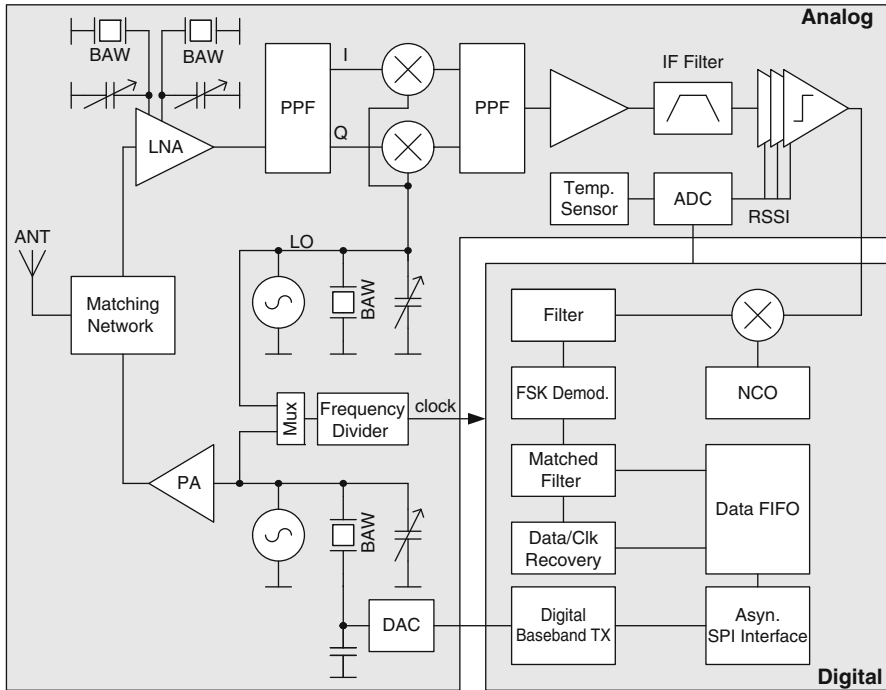 Analog
BAW
BAW
I
IF Filter
PPF
PPF
Q
LNA
Temp.
Sensor
ADC
RSSI
ANT
LO
Matching
Network
BAW
Filter
FSK Demod.
NCO
Mux
Frequency
Divider
clock
Matched
Filter
Data FIFO
PA
BAW
Data/Clk
Recovery
DAC
Digital
Baseband TX
Asyn.
SPI Interface
Digital